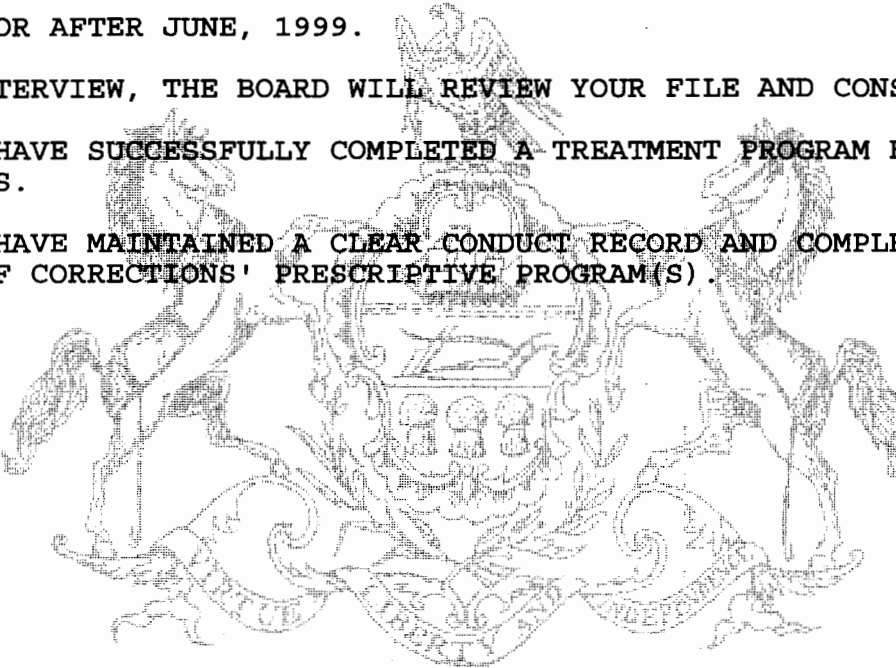 OR AFTER JUNE, 1999.
TERVIEW, THE BOARD WILL REVIEW YOUR FILE AND CONS
HAVE SUCCESSFULLY COMPLETED A TREATMENT PROGRAM
S.
HAVE MAINTAINED A CLEAR CONDUCT RECORD AND COMPLE
F CORRECTIONS' PRESCRIPTIVE PROGRAM(S).
VIRTUE LIBERTY AND INDEPENDENCE